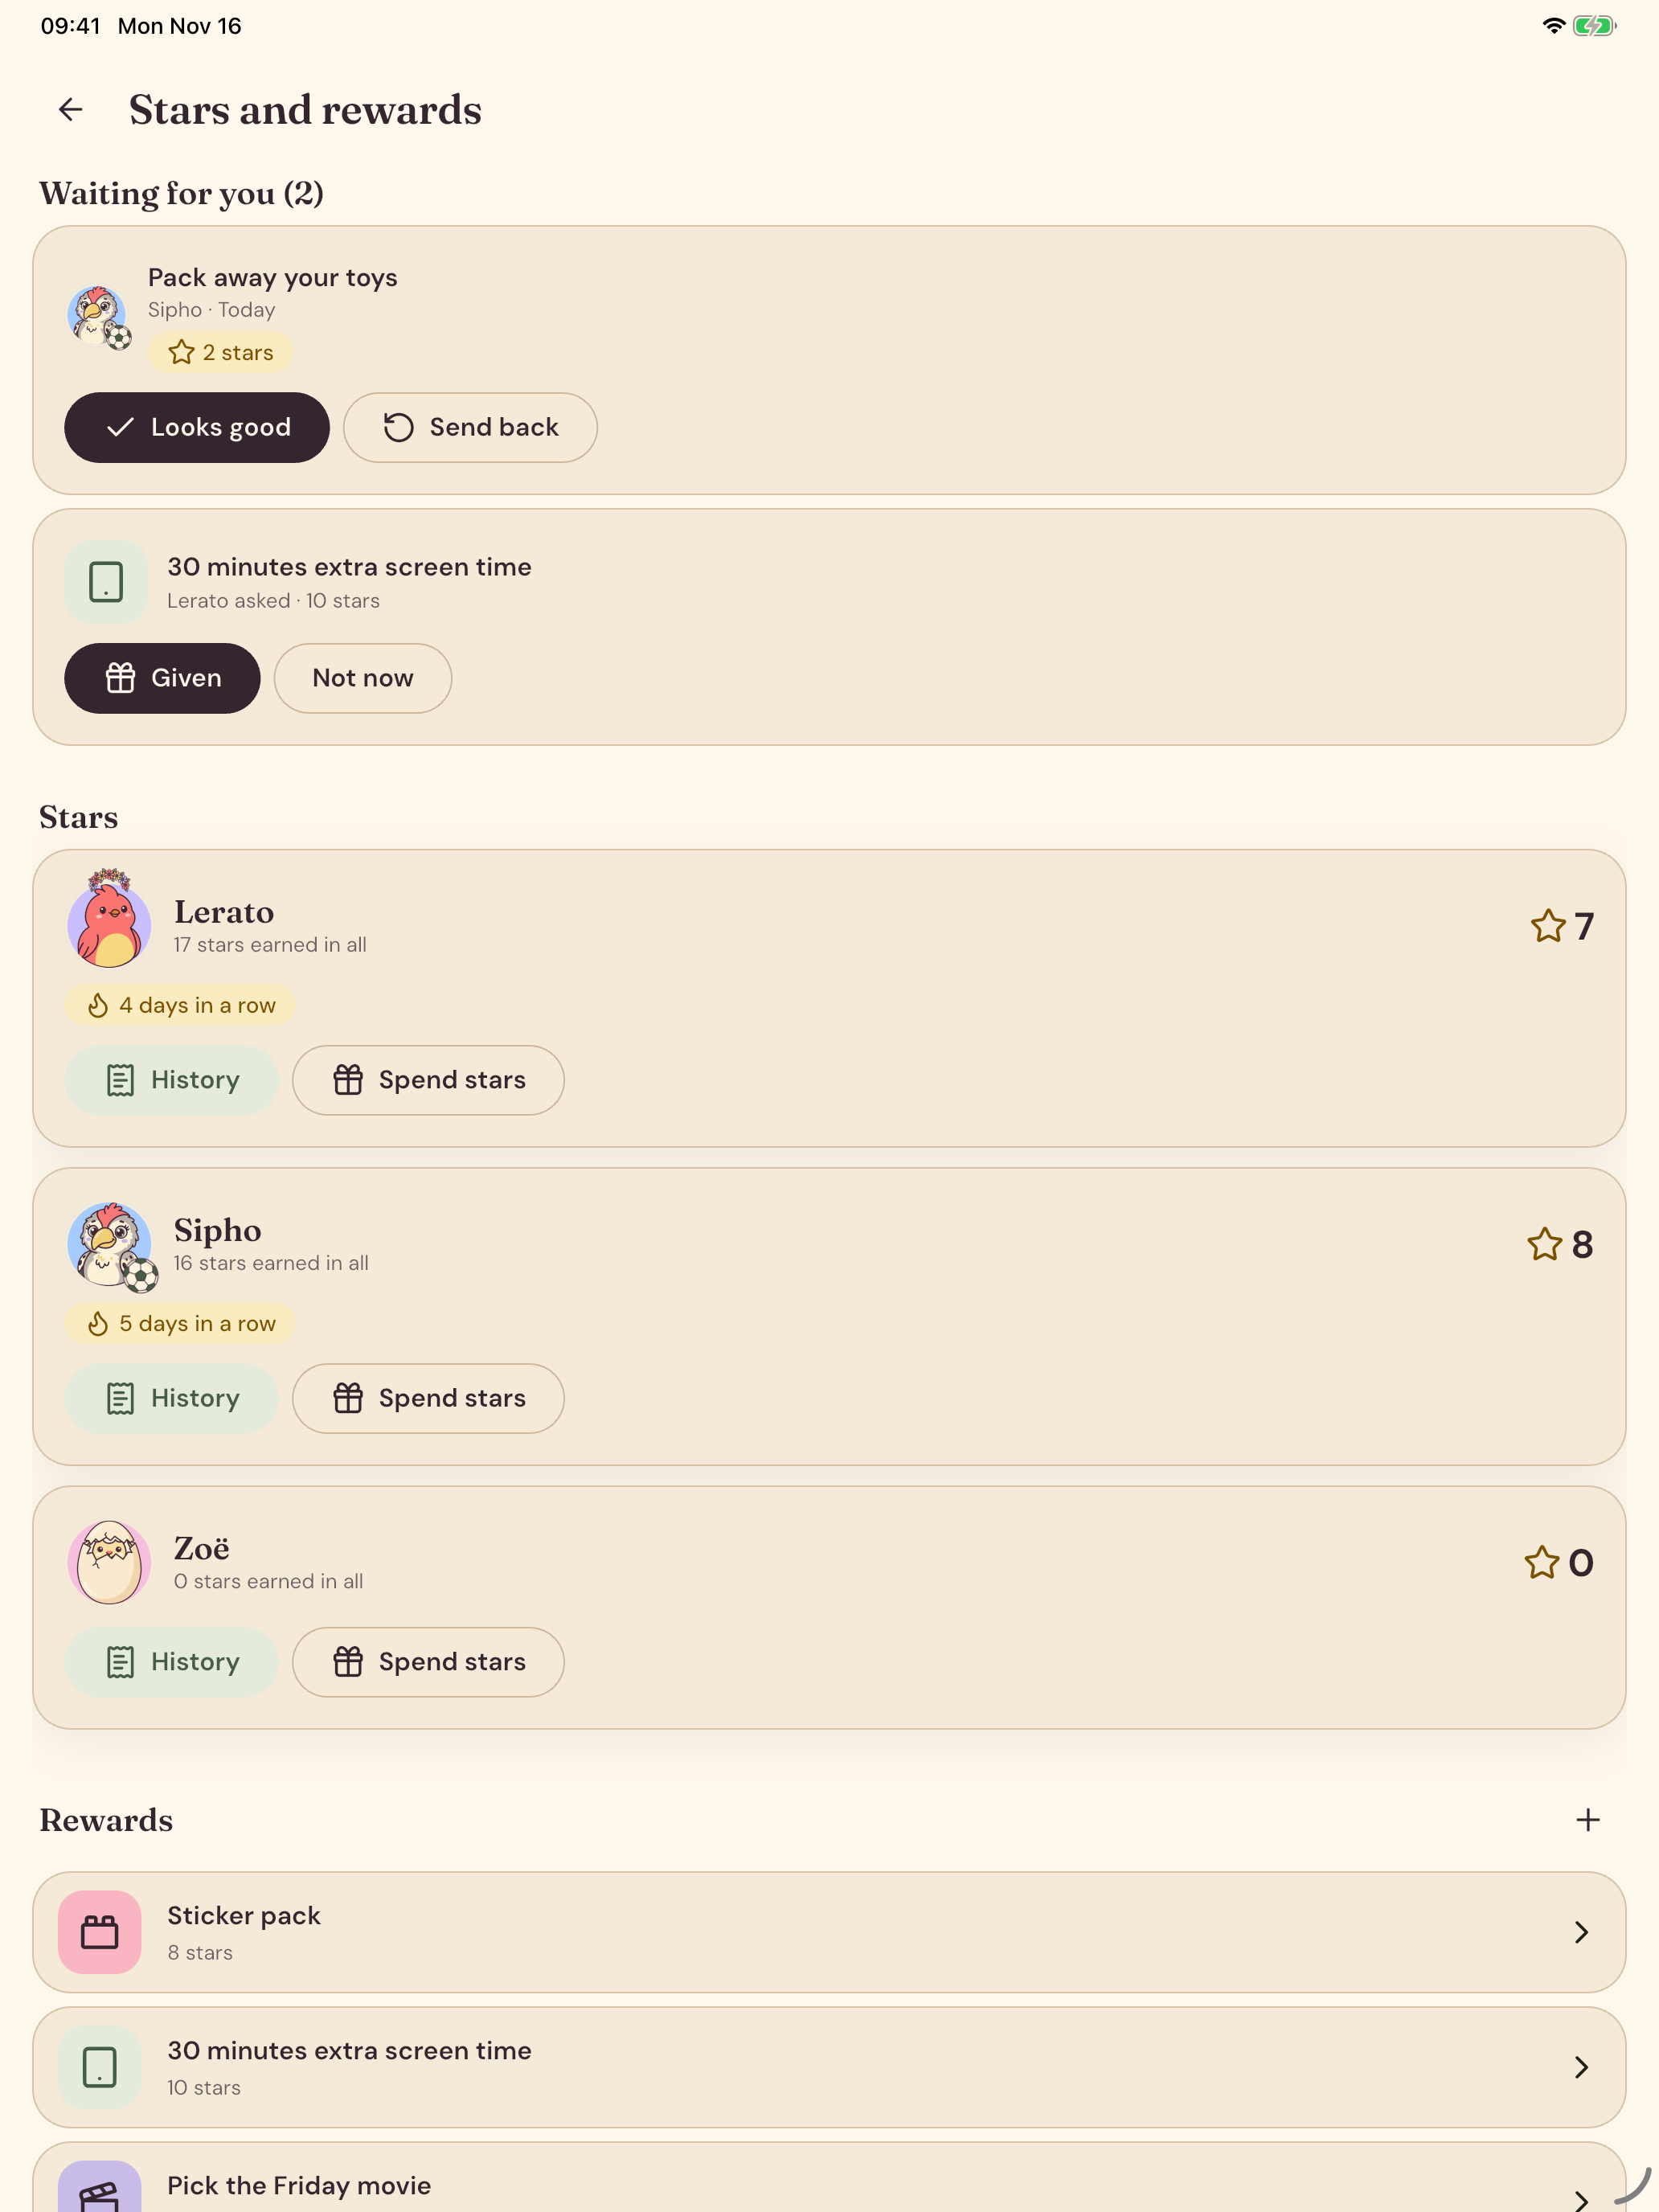 09:41 Mon Nov 16
Stars and rewards
Waiting for you (2)
Pack away your toys
Sipho · Today
2 stars
Looks good
Send back
30 minutes extra screen time
Lerato asked · 10 stars
Given
Not now
Stars
Lerato
17 stars earned in all
7
4 days in a row
History
Spend stars
Sipho
16 stars earned in all
8
5 days in a row
History
Spend stars
Zoë
0 stars earned in all
0
History
Spend stars
Rewards
Sticker pack
8 stars
30 minutes extra screen time
10 stars
Pick the Friday movie